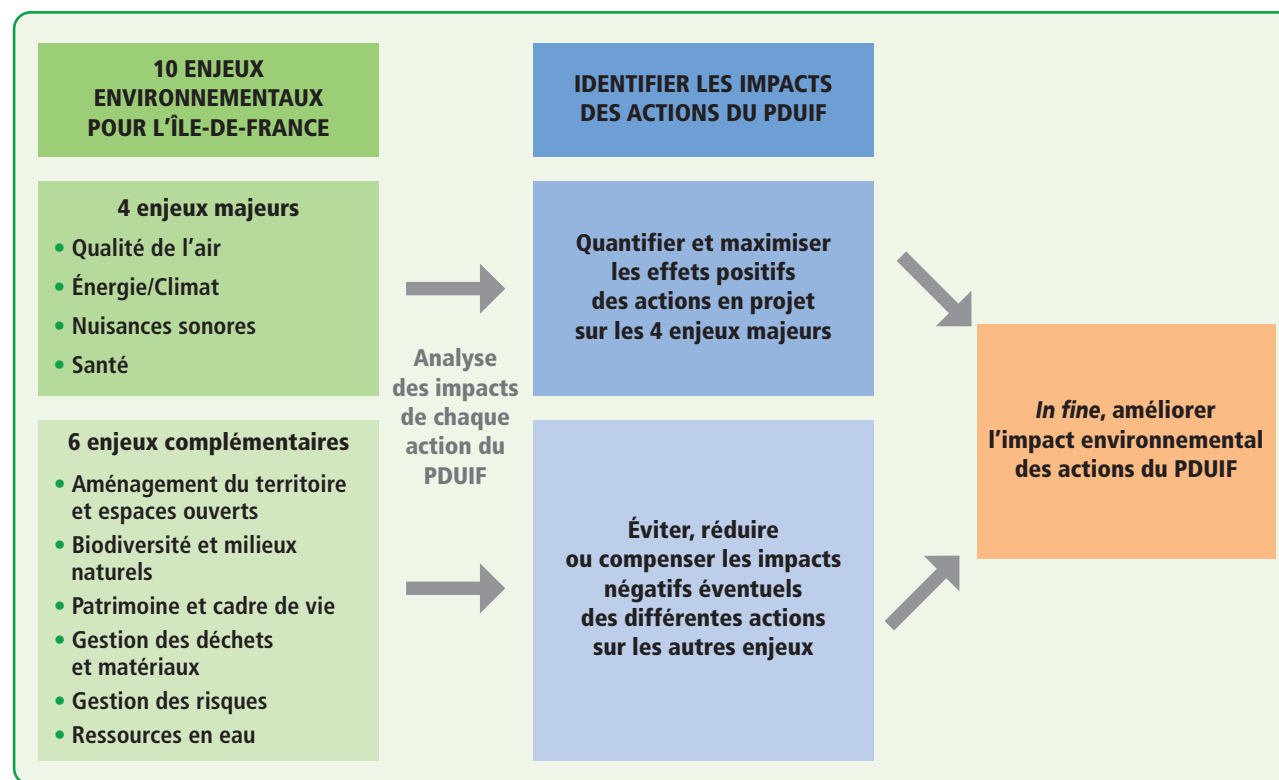 10 ENJEUX
ENVIRONNEMENTAUX
POUR L'ÎLE-DE-FRANCE
4 enjeux majeurs
• Qualité de l'air
• Énergie/Climat
• Nuisances sonores
• Santé
6 enjeux complémentaires
• Aménagement du territoire
et espaces ouverts
• Biodiversité et milieux
naturels
• Patrimoine et cadre de vie
• Gestion des déchets
et matériaux
• Gestion des risques
• Ressources en eau
Analyse
des impacts
de chaque
action du
PDUIF
IDENTIFIER LES IMPACTS
DES ACTIONS DU PDUIF
Quantifier et maximiser
les effets positifs
des actions en projet
sur les 4 enjeux majeurs
Éviter, réduire
ou compenser les impacts
négatifs éventuels
des différentes actions
sur les autres enjeux
In fine, améliorer
l'impact environnemental
des actions du PDUIF